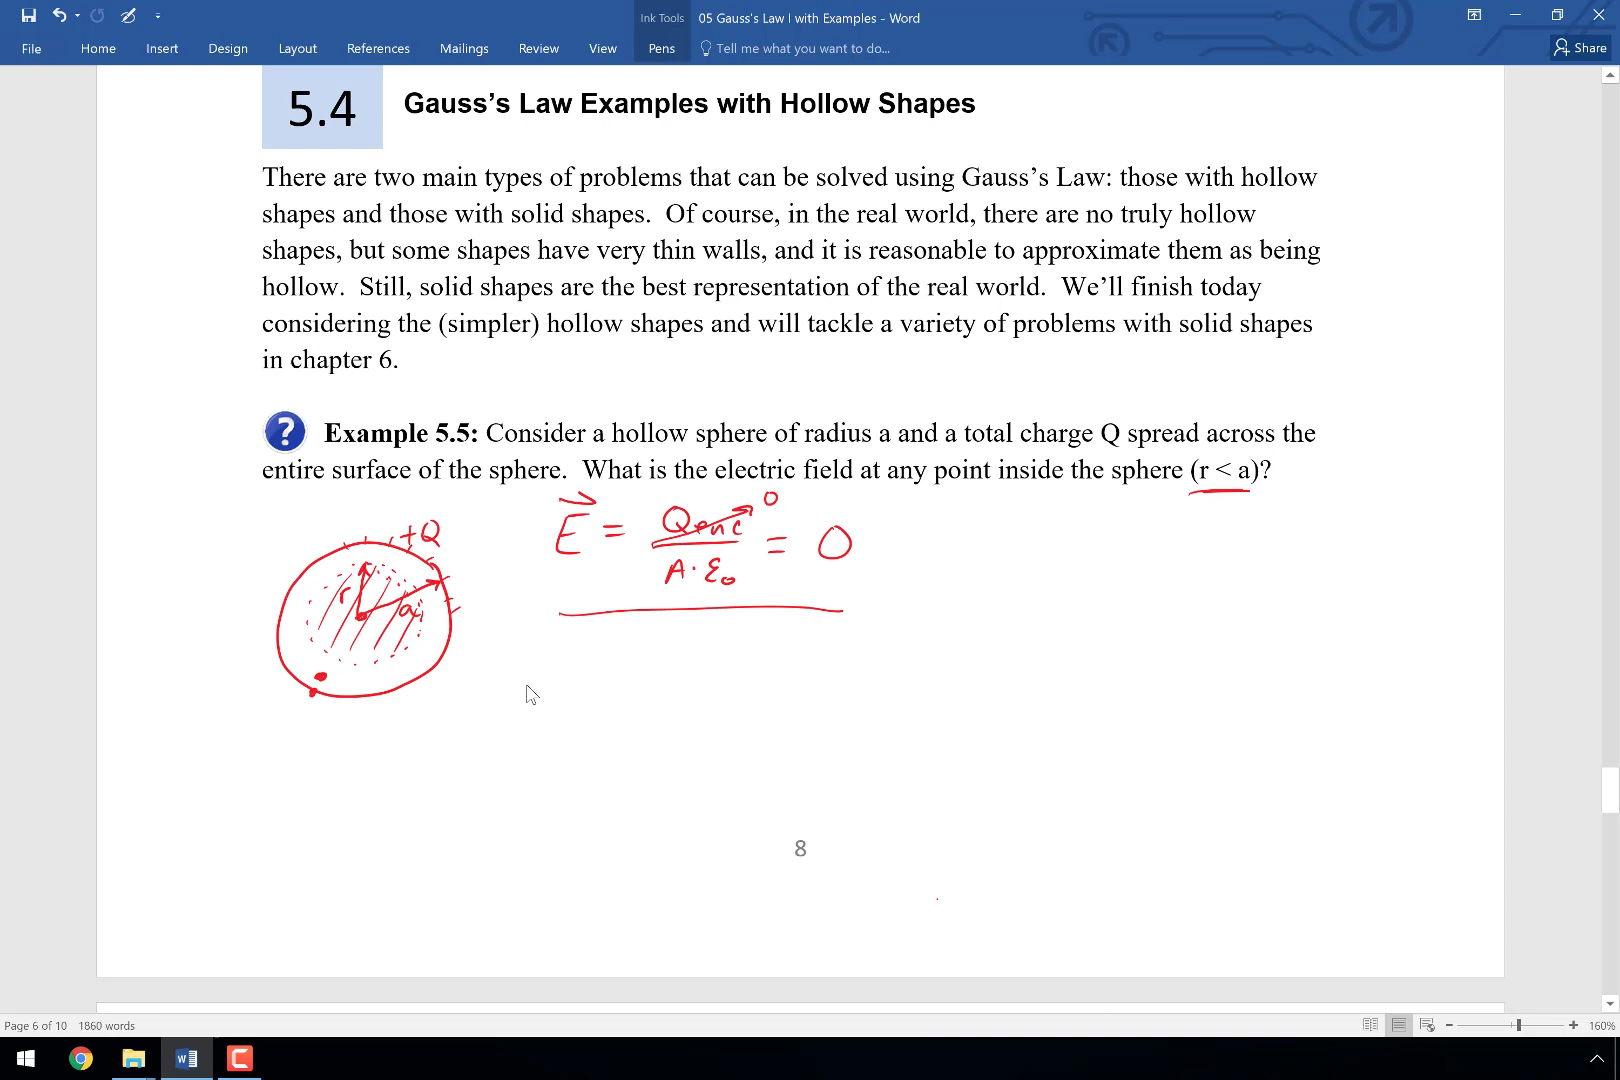 Ink Tools
05 Gauss's Law I with Examples - Word
File Home Insert Design Layout References Mailings Review View Pens Tell me what you want to do... Share
5.4 Gauss’s Law Examples with Hollow Shapes
There are two main types of problems that can be solved using Gauss’s Law: those with hollow
shapes and those with solid shapes. Of course, in the real world, there are no truly hollow
shapes, but some shapes have very thin walls, and it is reasonable to approximate them as being
hollow. Still, solid shapes are the best representation of the real world. We’ll finish today
considering the (simpler) hollow shapes and will tackle a variety of problems with solid shapes
in chapter 6.
? Example 5.5: Consider a hollow sphere of radius a and a total charge Q spread across the
entire surface of the sphere. What is the electric field at any point inside the sphere (r < a)?
+Q
r
a
0
E = Qenc = 0
A · ε0
8
Page 6 of 10 1860 words
160%